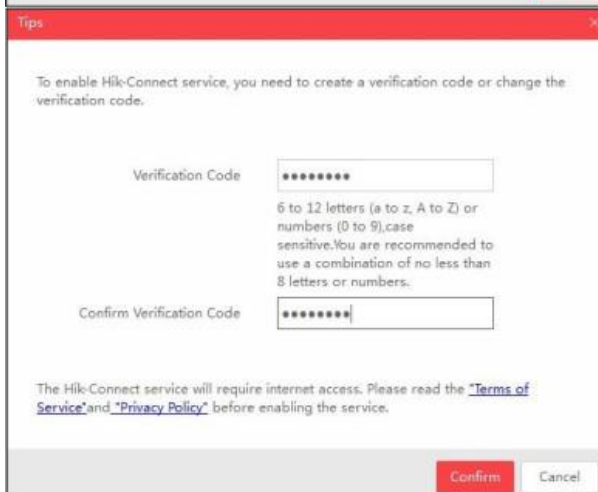 Tips
To enable Hik-Connect service, you need to create a verification code or change the
verification code.
Verification Code
6 to 12 letters (a to z, A to Z) or
numbers (0 to 9),case
sensitive.You are recommended to
use a combination of no less than
8 letters or numbers.
Confirm Verification Code
The Hik-Connect service will require internet access. Please read the "Terms of
Service"and "Privacy Policy" before enabling the service.
Confirm Cancel